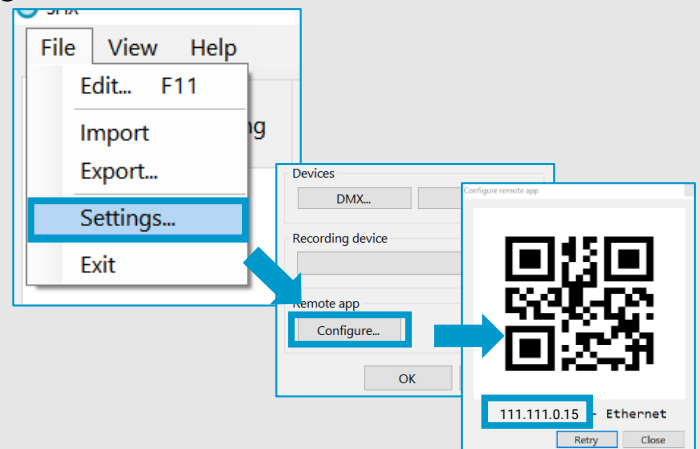 File View Help
Edit... F11
Import
Export...
Settings...
Exit
Devices
DMX...
Recording device
Remote app
Configure...
OK
Configure remote app
111.111.0.15 - Ethernet
Retry Close